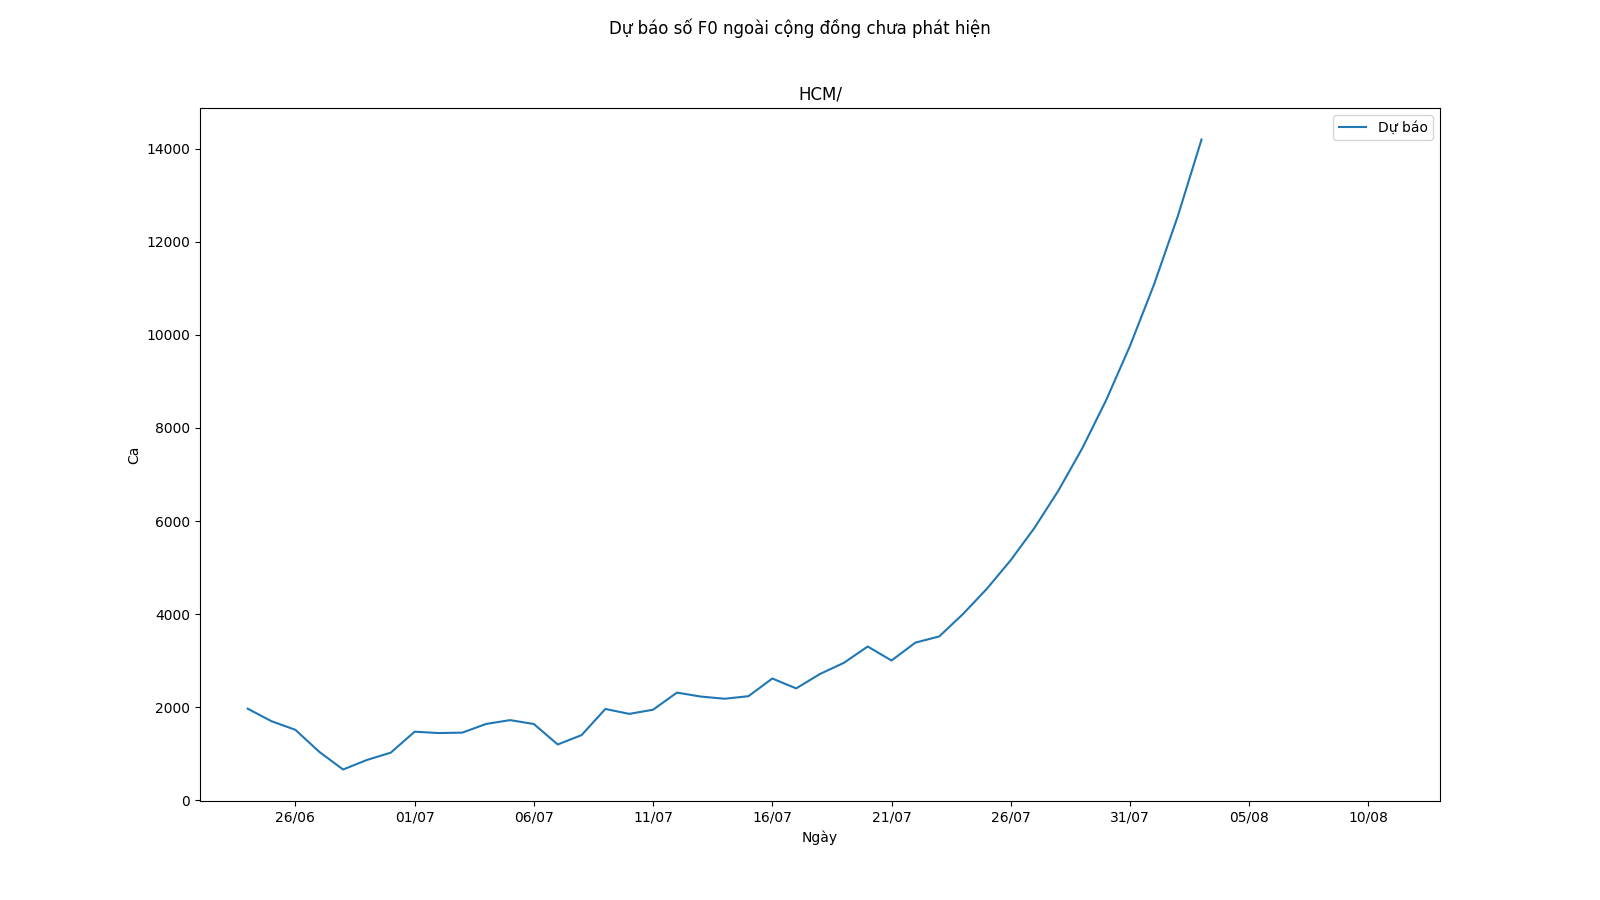 Dự báo số F0 ngoài cộng đồng chưa phát hiện
HCM/
Dự báo
14000
12000
10000
8000
6000
4000
2000
0
Ca
26/06 01/07 06/07 11/07 16/07 21/07 26/07 31/07 05/08 10/08
Ngày